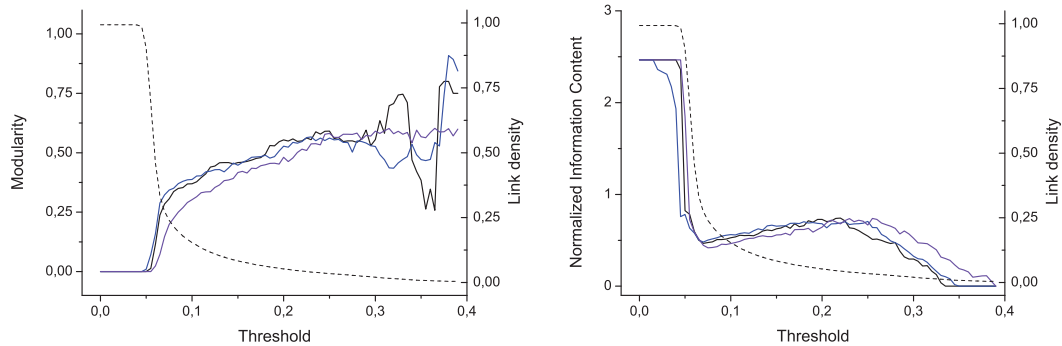 Modularity
1,00
0,75
0,50
0,25
0,00
0,0 0,1 0,2 0,3 0,4
Threshold
1,00
0,75
0,50
0,25
0,00
Link density
Normalized Information Content
3
2
1
0
0,0 0,1 0,2 0,3 0,4
Threshold
1,00
0,75
0,50
0,25
0,00
Link density